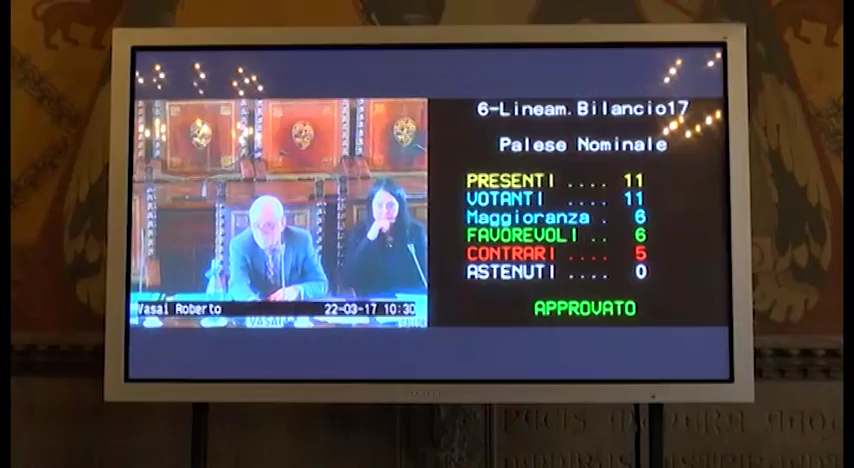 6-Lineam.Bilancio17
Palese Nominale
PRESENTI .... 11
VOTANTI .... 11
Maggioranza . 6
FAVOREVOLI .. 6
CONTRARI .... 5
ASTENUTI .... 0
APPROVATO
Vasai Roberto 22-03-17 10:30
VASAI